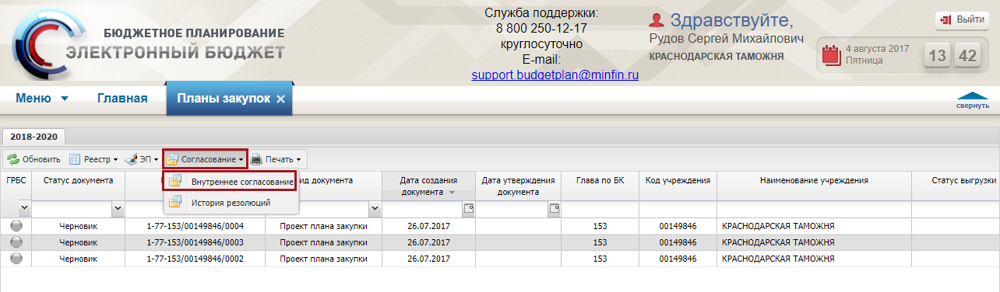 БЮДЖЕТНОЕ ПЛАНИРОВАНИЕ
ЭЛЕКТРОННЫЙ БЮДЖЕТ
Служба поддержки:
8 800 250-12-17
круглосуточно
E-mail:
support.budgetplan@minfin.ru
Здравствуйте,
Рудов Сергей Михайлович
КРАСНОДАРСКАЯ ТАМОЖНЯ
Выйти
4 августа 2017
Пятница
13 42
Меню Главная Планы закупок
свернуть
2018-2020
Обновить Реестр ЭП Согласование Печать
Внутреннее согласование
История резолюций
ГРБС Статус документа ид документа Дата создания документа Дата утверждения документа Глава по БК Код учреждения Наименование учреждения Статус выгрузки
Черновик 1-77-153/00149846/0004 Проект плана закупки 26.07.2017 153 00149846 КРАСНОДАРСКАЯ ТАМОЖНЯ
Черновик 1-77-153/00149846/0003 Проект плана закупки 26.07.2017 153 00149846 КРАСНОДАРСКАЯ ТАМОЖНЯ
Черновик 1-77-153/00149846/0002 Проект плана закупки 26.07.2017 153 00149846 КРАСНОДАРСКАЯ ТАМОЖНЯ